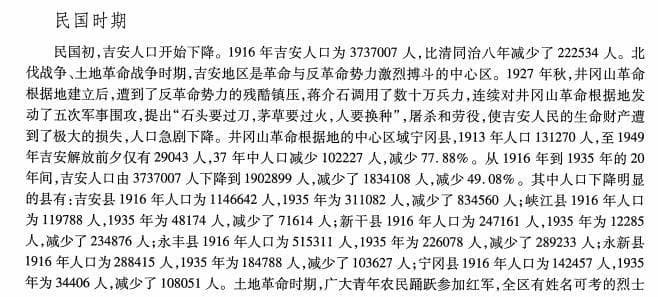 民国时期
民国初,吉安人口开始下降。1916 年吉安人口为 3737007 人,比清同治八年减少了 222534 人。北
伐战争、土地革命战争时期,吉安地区是革命与反革命势力激烈搏斗的中心区。1927 年秋,井冈山革命
根据地建立后,遭到了反革命势力的残酷镇压,蒋介石调用了数十万兵力,连续对井冈山革命根据地发
动了五次军事围攻,提出“石头要过刀,茅草要过火,人要换种”,屠杀和劳役,使吉安人民的生命财产遭
到了极大的损失,人口急剧下降。井冈山革命根据地的中心区域宁冈县,1913 年人口 131270 人,至 1949
年吉安解放前夕仅有 29043 人,37 年中人口减少 102227 人,减少 77.88%。从 1916 年到 1935 年的 20
年间,吉安人口由 3737007 人下降到 1902899 人,减少了 1834108 人,减少 49.08%。其中人口下降明显
的县有:吉安县 1916 年人口为 1146642 人,1935 年为 311082 人,减少了 834560 人;峡江县 1916 年人口
为 119788 人,1935 年为 48174 人,减少了 71614 人;新干县 1916 年人口为 247161 人,1935 年为 12285
人,减少了 234876 人;永丰县 1916 年人口为 515311 人,1935 年为 226078 人,减少了 289233 人;永新县
1916 年人口为 288415 人,1935 年为 184788 人,减少了 103627 人;宁冈县 1916 年人口为 142457 人,1935
年为 34406 人,减少了 108051 人。土地革命时期,广大青年农民踊跃参加红军,全区有姓名可考的烈士